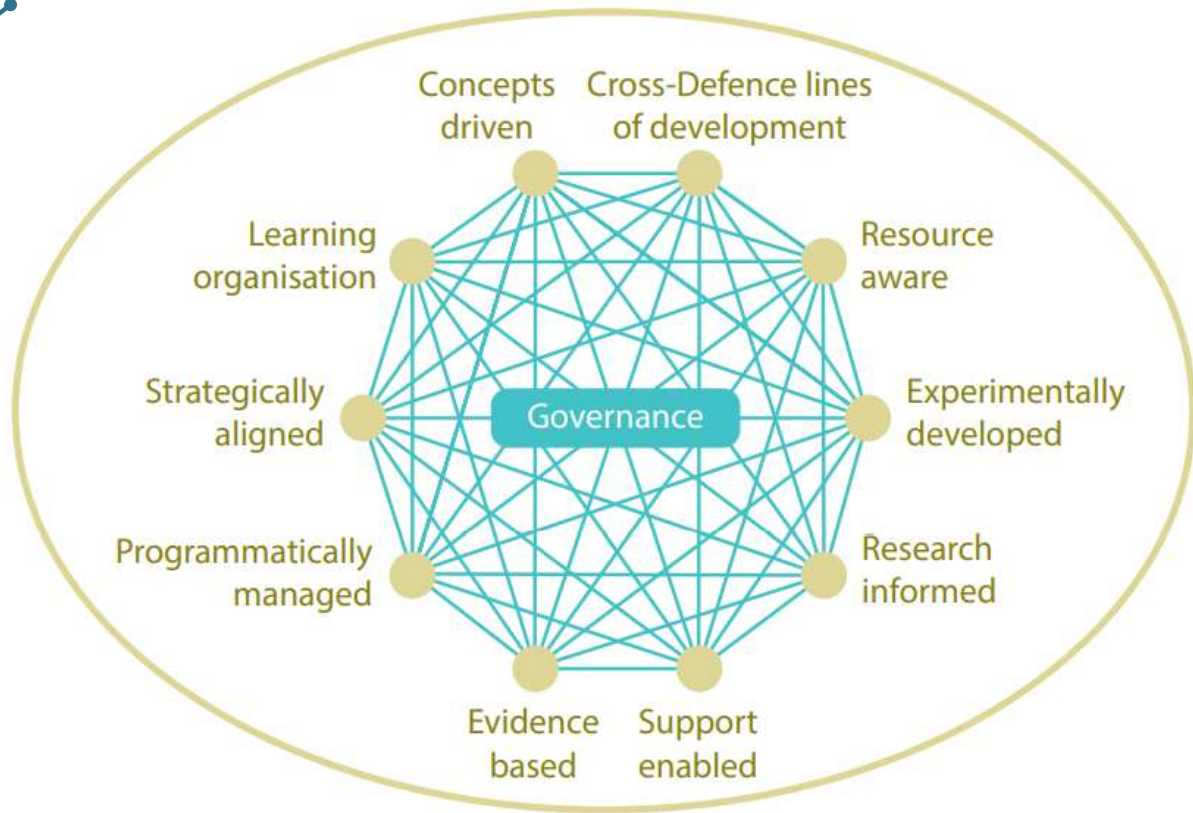 Concepts
driven
Cross-Defence lines
of development
Learning
organisation
Resource
aware
Strategically
aligned
Governance
Experimentally
developed
Programmatically
managed
Research
informed
Evidence
based
Support
enabled